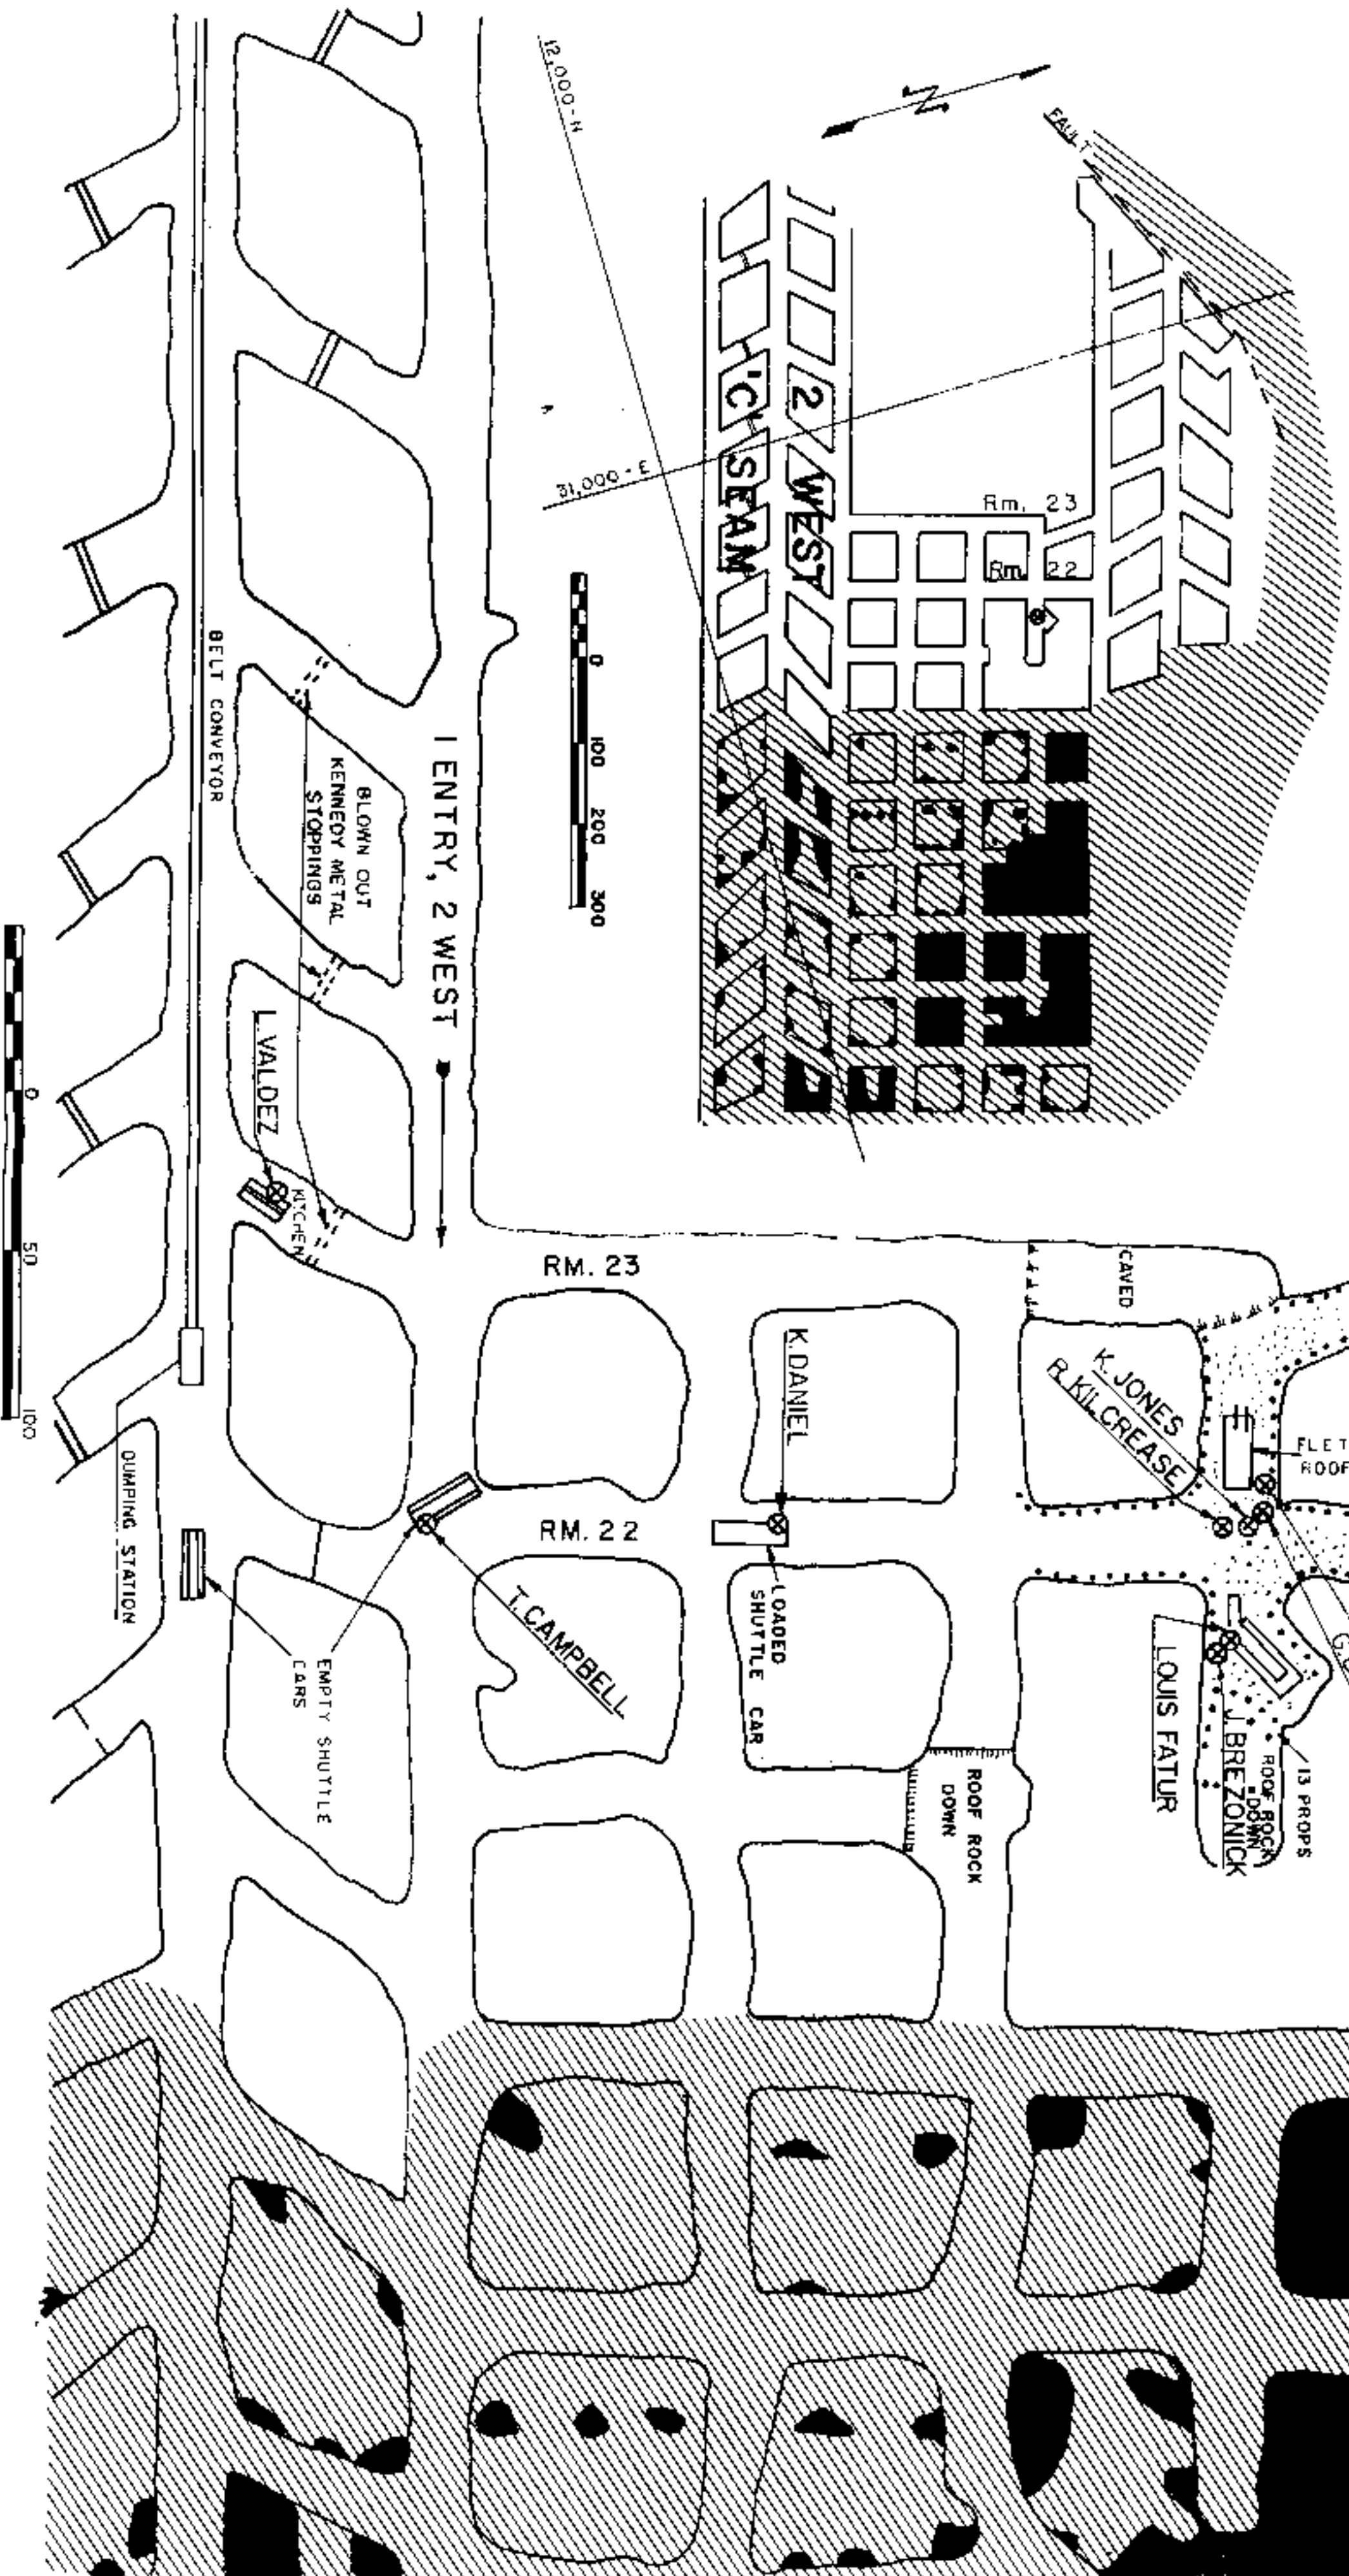 12,000-N
N
FAULT
31,000-E
2 WEST
'C' SEAM
Rm. 23
Rm. 22
0 100 200 300
BELT CONVEYOR
1 ENTRY, 2 WEST
BLOWN OUT
KENNEDY METAL
STOPPINGS
L. VALDEZ
KITCHEN
RM. 23
CAVED
K. DANIEL
K. JONES
R. KILCREASE
FLET
ROOF
RM. 22
T. CAMPBELL
LOADED
SHUTTLE CAR
G.
LOUIS FATUR
J. BREZONICK
13 PROPS
ROOF ROCK
DOWN
ROOF ROCK
DOWN
EMPTY SHUTTLE
CARS
DUMPING STATION
0 50 100